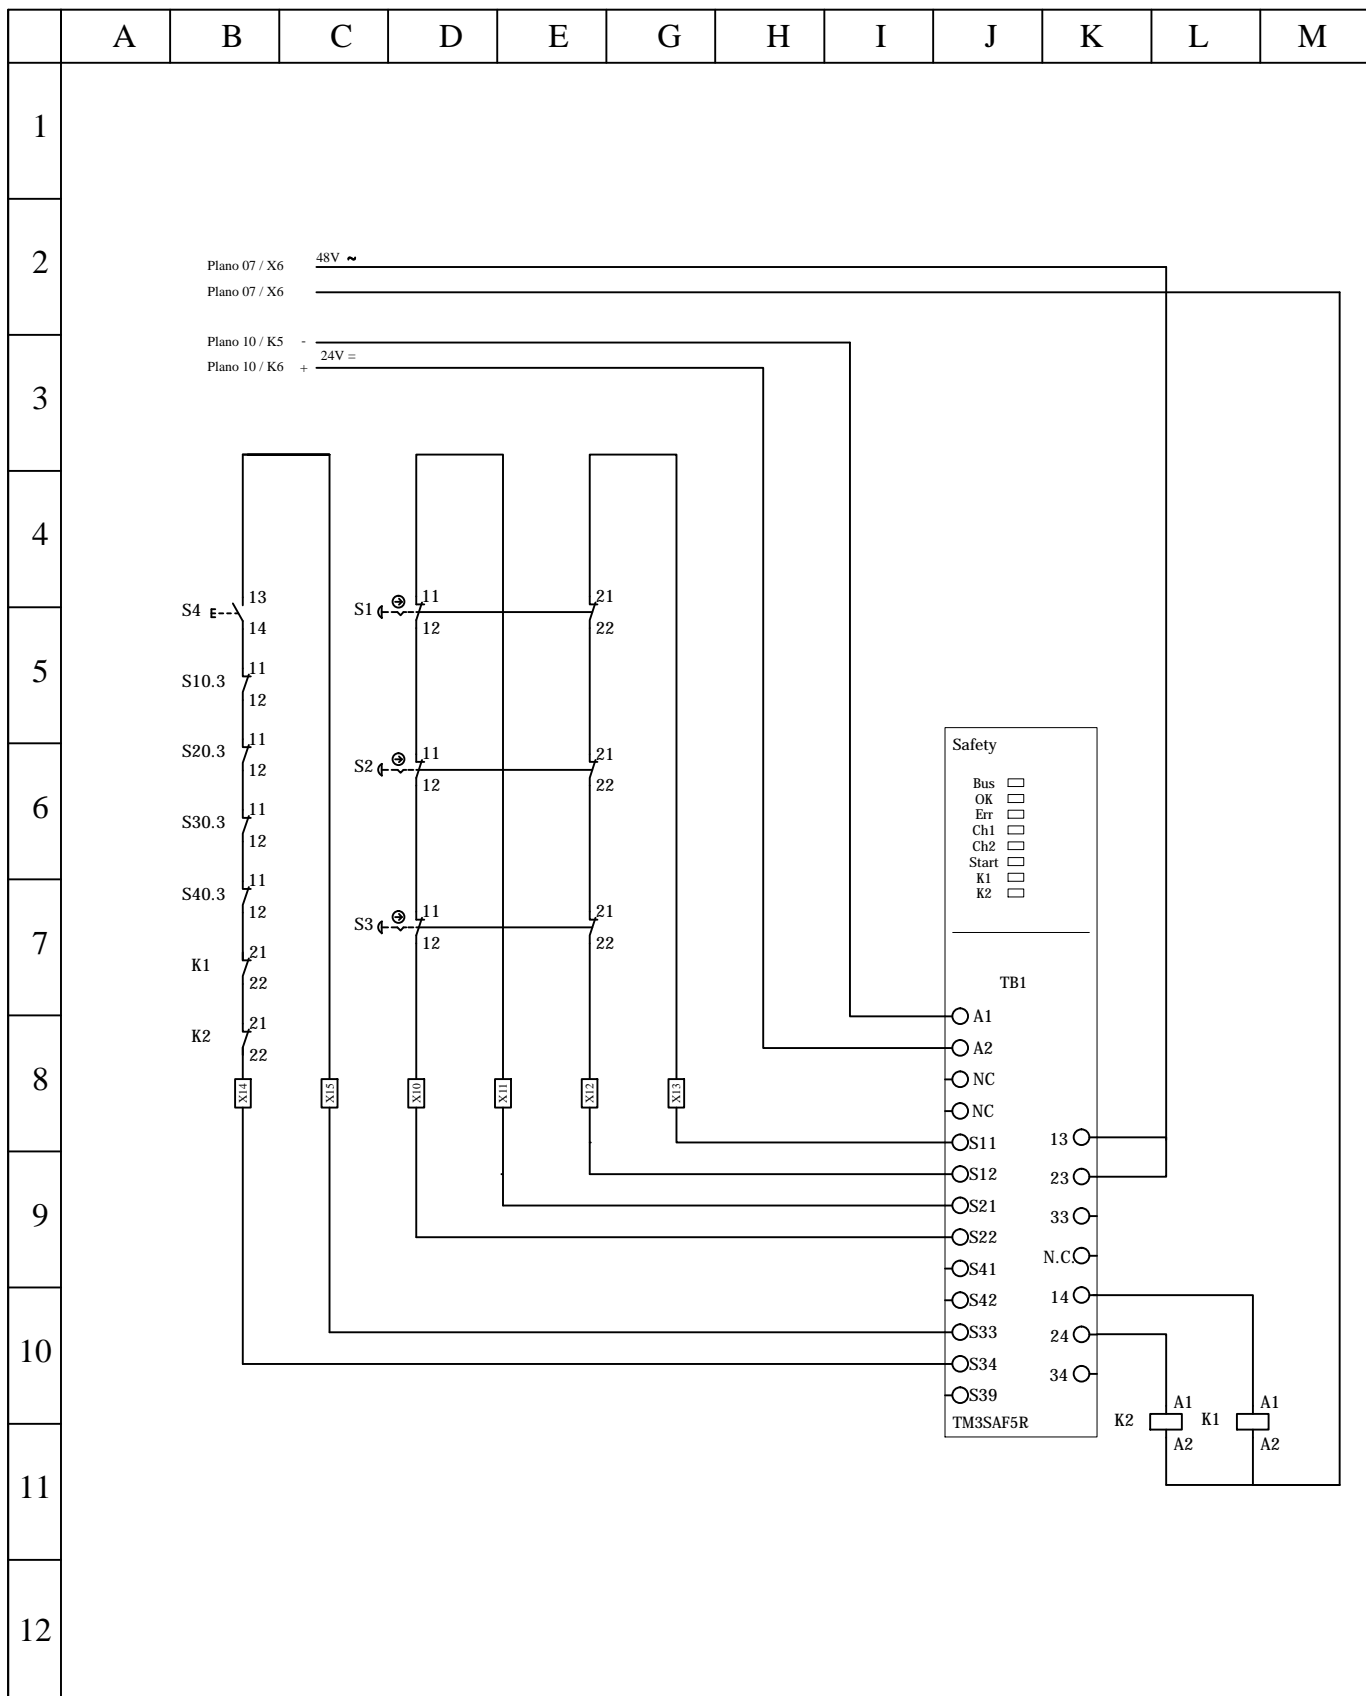 A B C D E G H I J K L M
1
2
3
4
5
6
7
8
9
10
11
12
Plano 07 / X6 48V ~
Plano 07 / X6
Plano 10 / K5 -
Plano 10 / K6 + 24V =
S4 13
14
S10.3 11
12
S20.3 11
12
S30.3 11
12
S40.3 11
12
K1 21
22
K2 21
22
S1 11 21
12 22
S2 11 21
12 22
S3 11 21
12 22
X14 X15 X10 X11 X12 X13
Safety
Bus
OK
Err
Ch1
Ch2
Start
K1
K2
TB1
A1
A2
NC
NC
S11
S12
S21
S22
S41
S42
S33
S34
S39
13
23
33
N.C.
14
24
34
TM3SAF5R
K2 A1
A2
K1 A1
A2